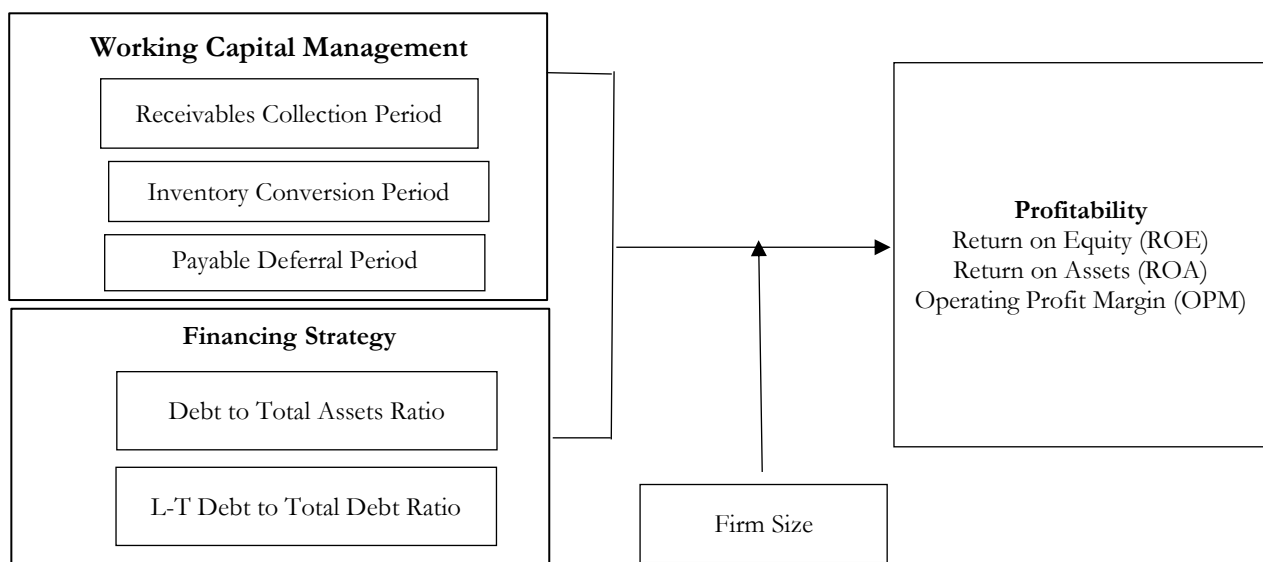 Working Capital Management
Receivables Collection Period
Inventory Conversion Period
Payable Deferral Period
Financing Strategy
Debt to Total Assets Ratio
L-T Debt to Total Debt Ratio
Firm Size
Profitability
Return on Equity (ROE)
Return on Assets (ROA)
Operating Profit Margin (OPM)